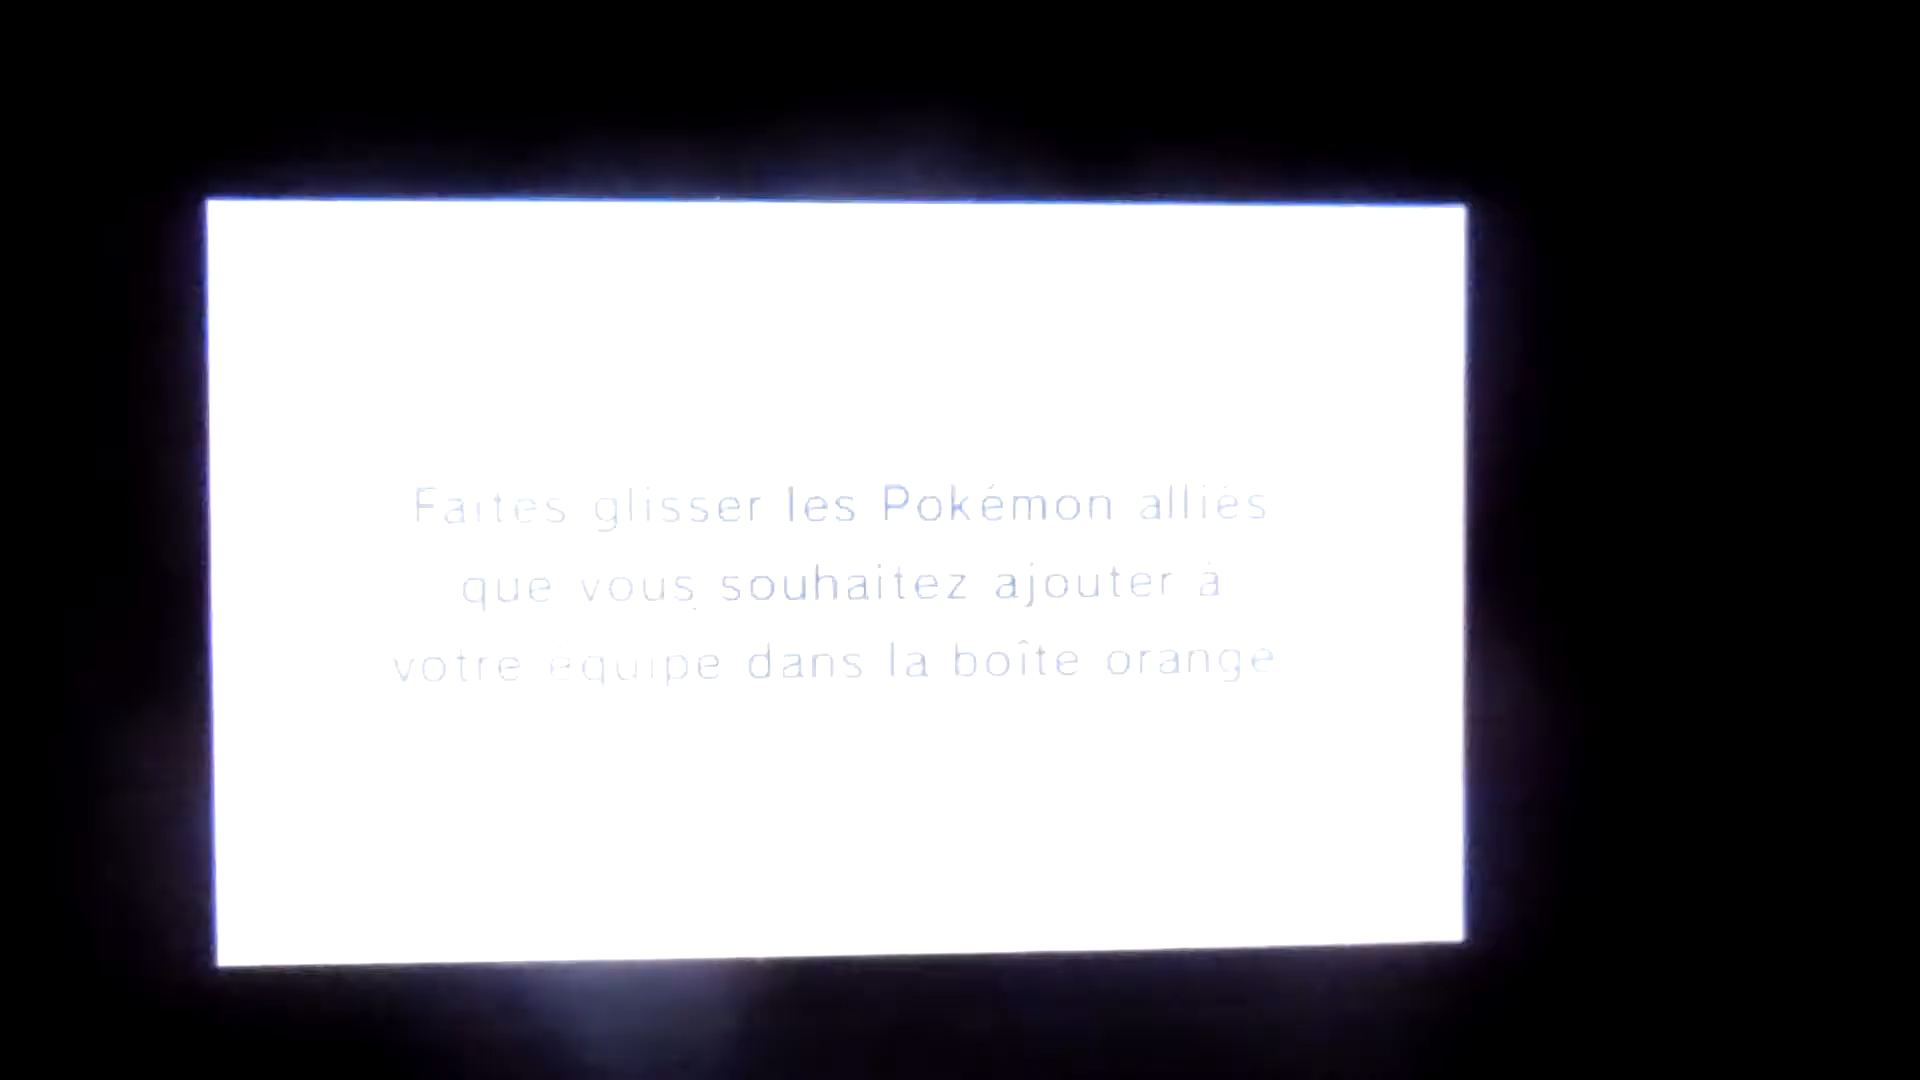 Faites glisser les Pokémon alliés
que vous souhaitez ajouter à
votre équipe dans la boîte orange